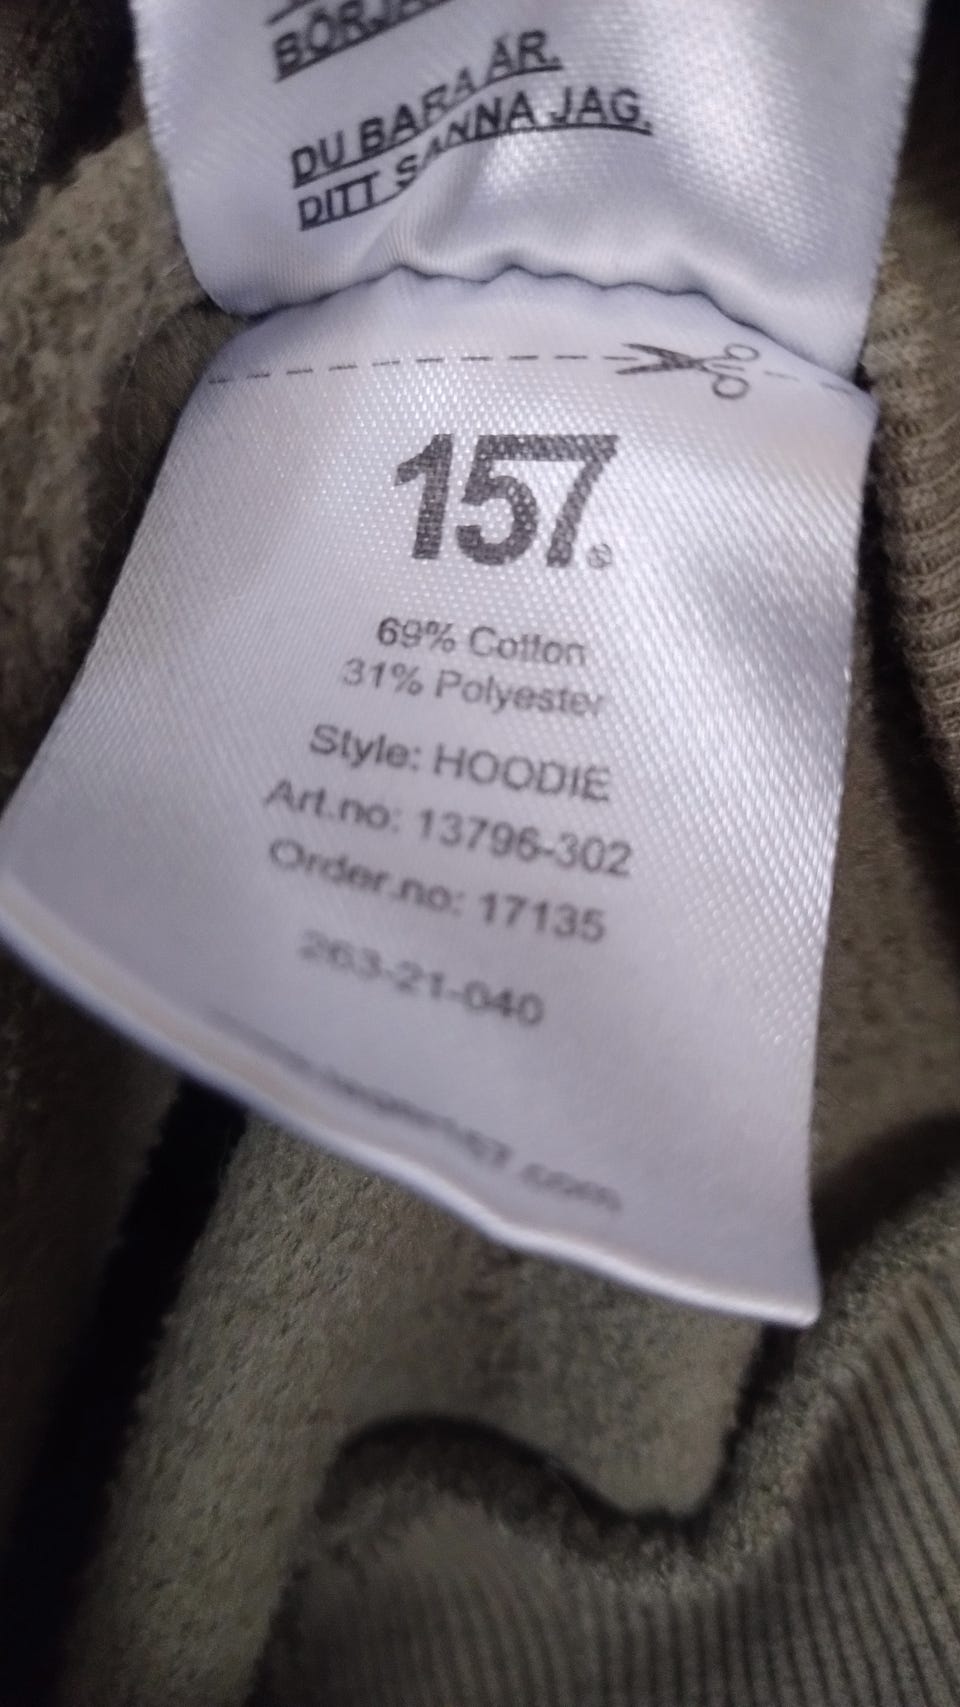 BÖRJA
DU BARA ÄR.
DITT SANNA JAG.
157
69% Cotton
31% Polyester
Style: HOODIE
Art.no: 13796-302
Order.no: 17135
263-21-040